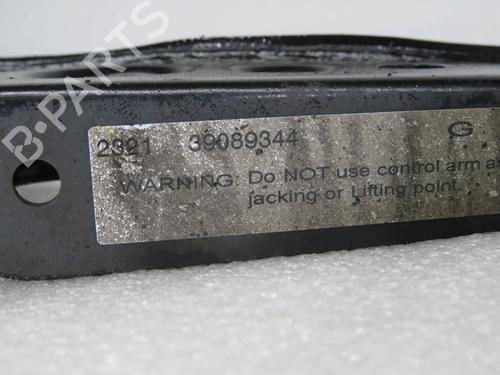 B-PARTS
2321 39089344 G
WARNING: Do NOT use control arm a
jacking or Lifting point